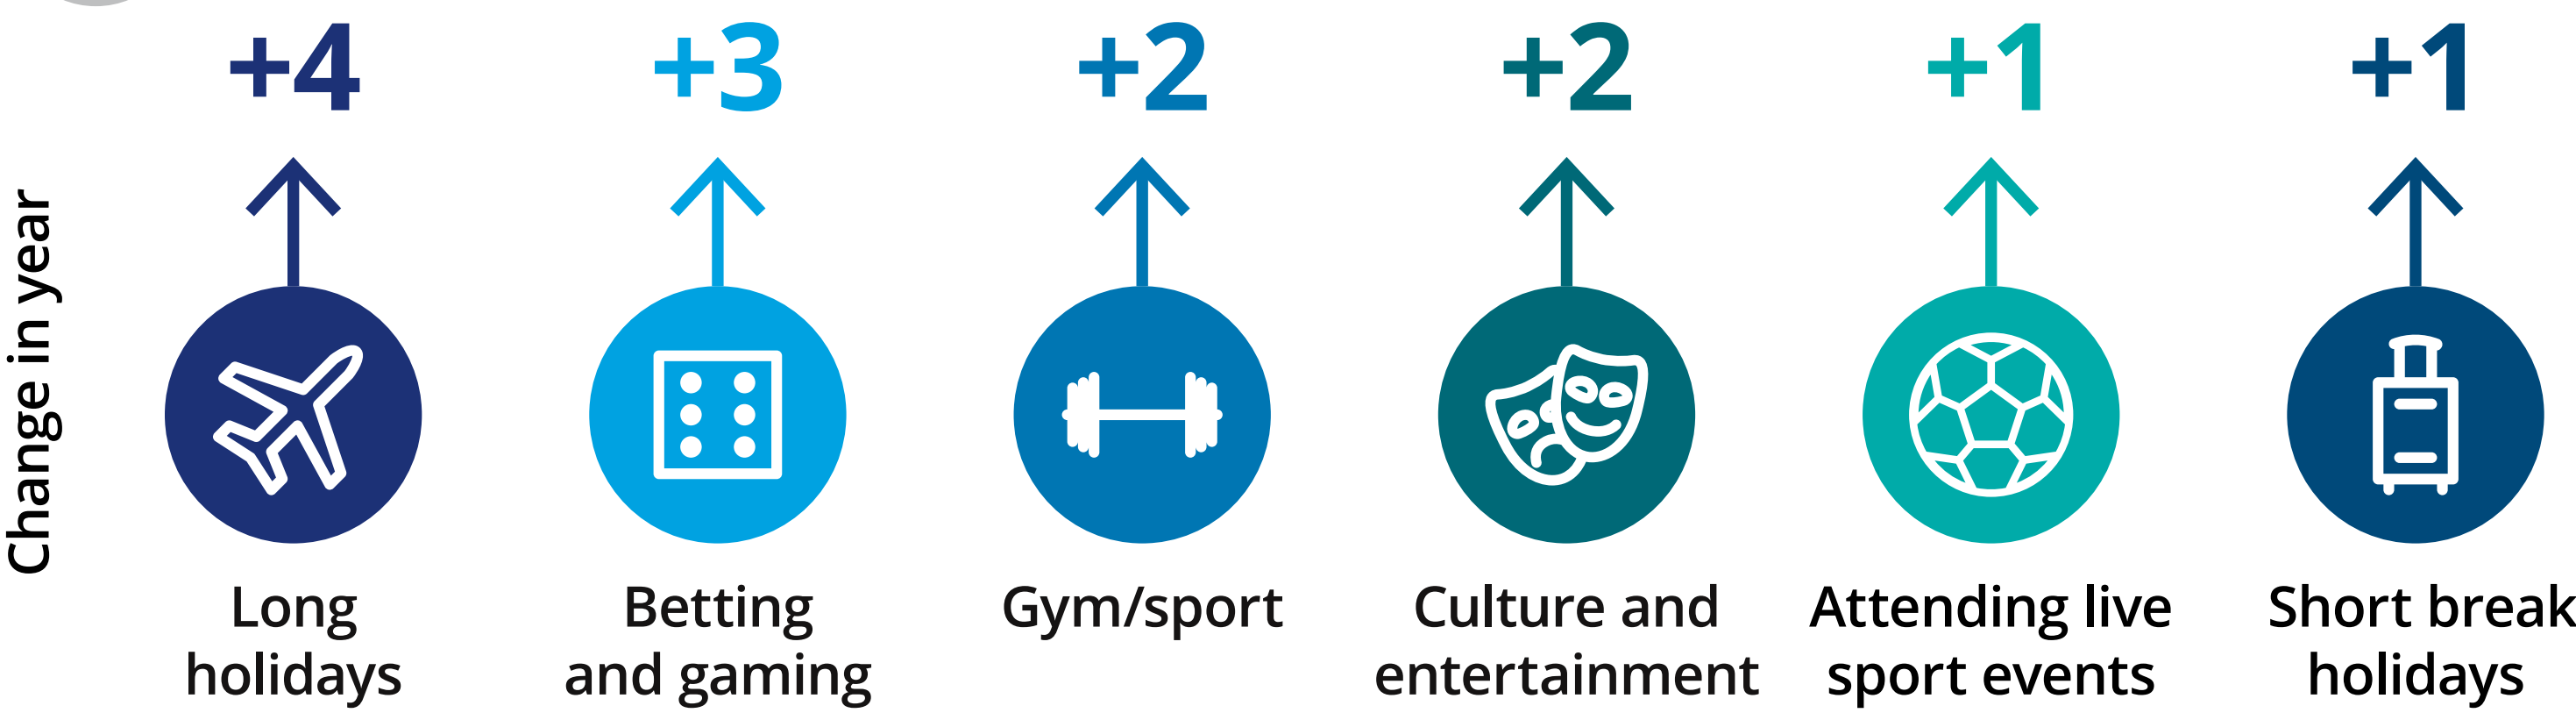 +4
+3
+2
+2
+1
+1
Change in year
Long
holidays
Betting
and gaming
Gym/sport
Culture and
entertainment
Attending live
sport events
Short break
holidays